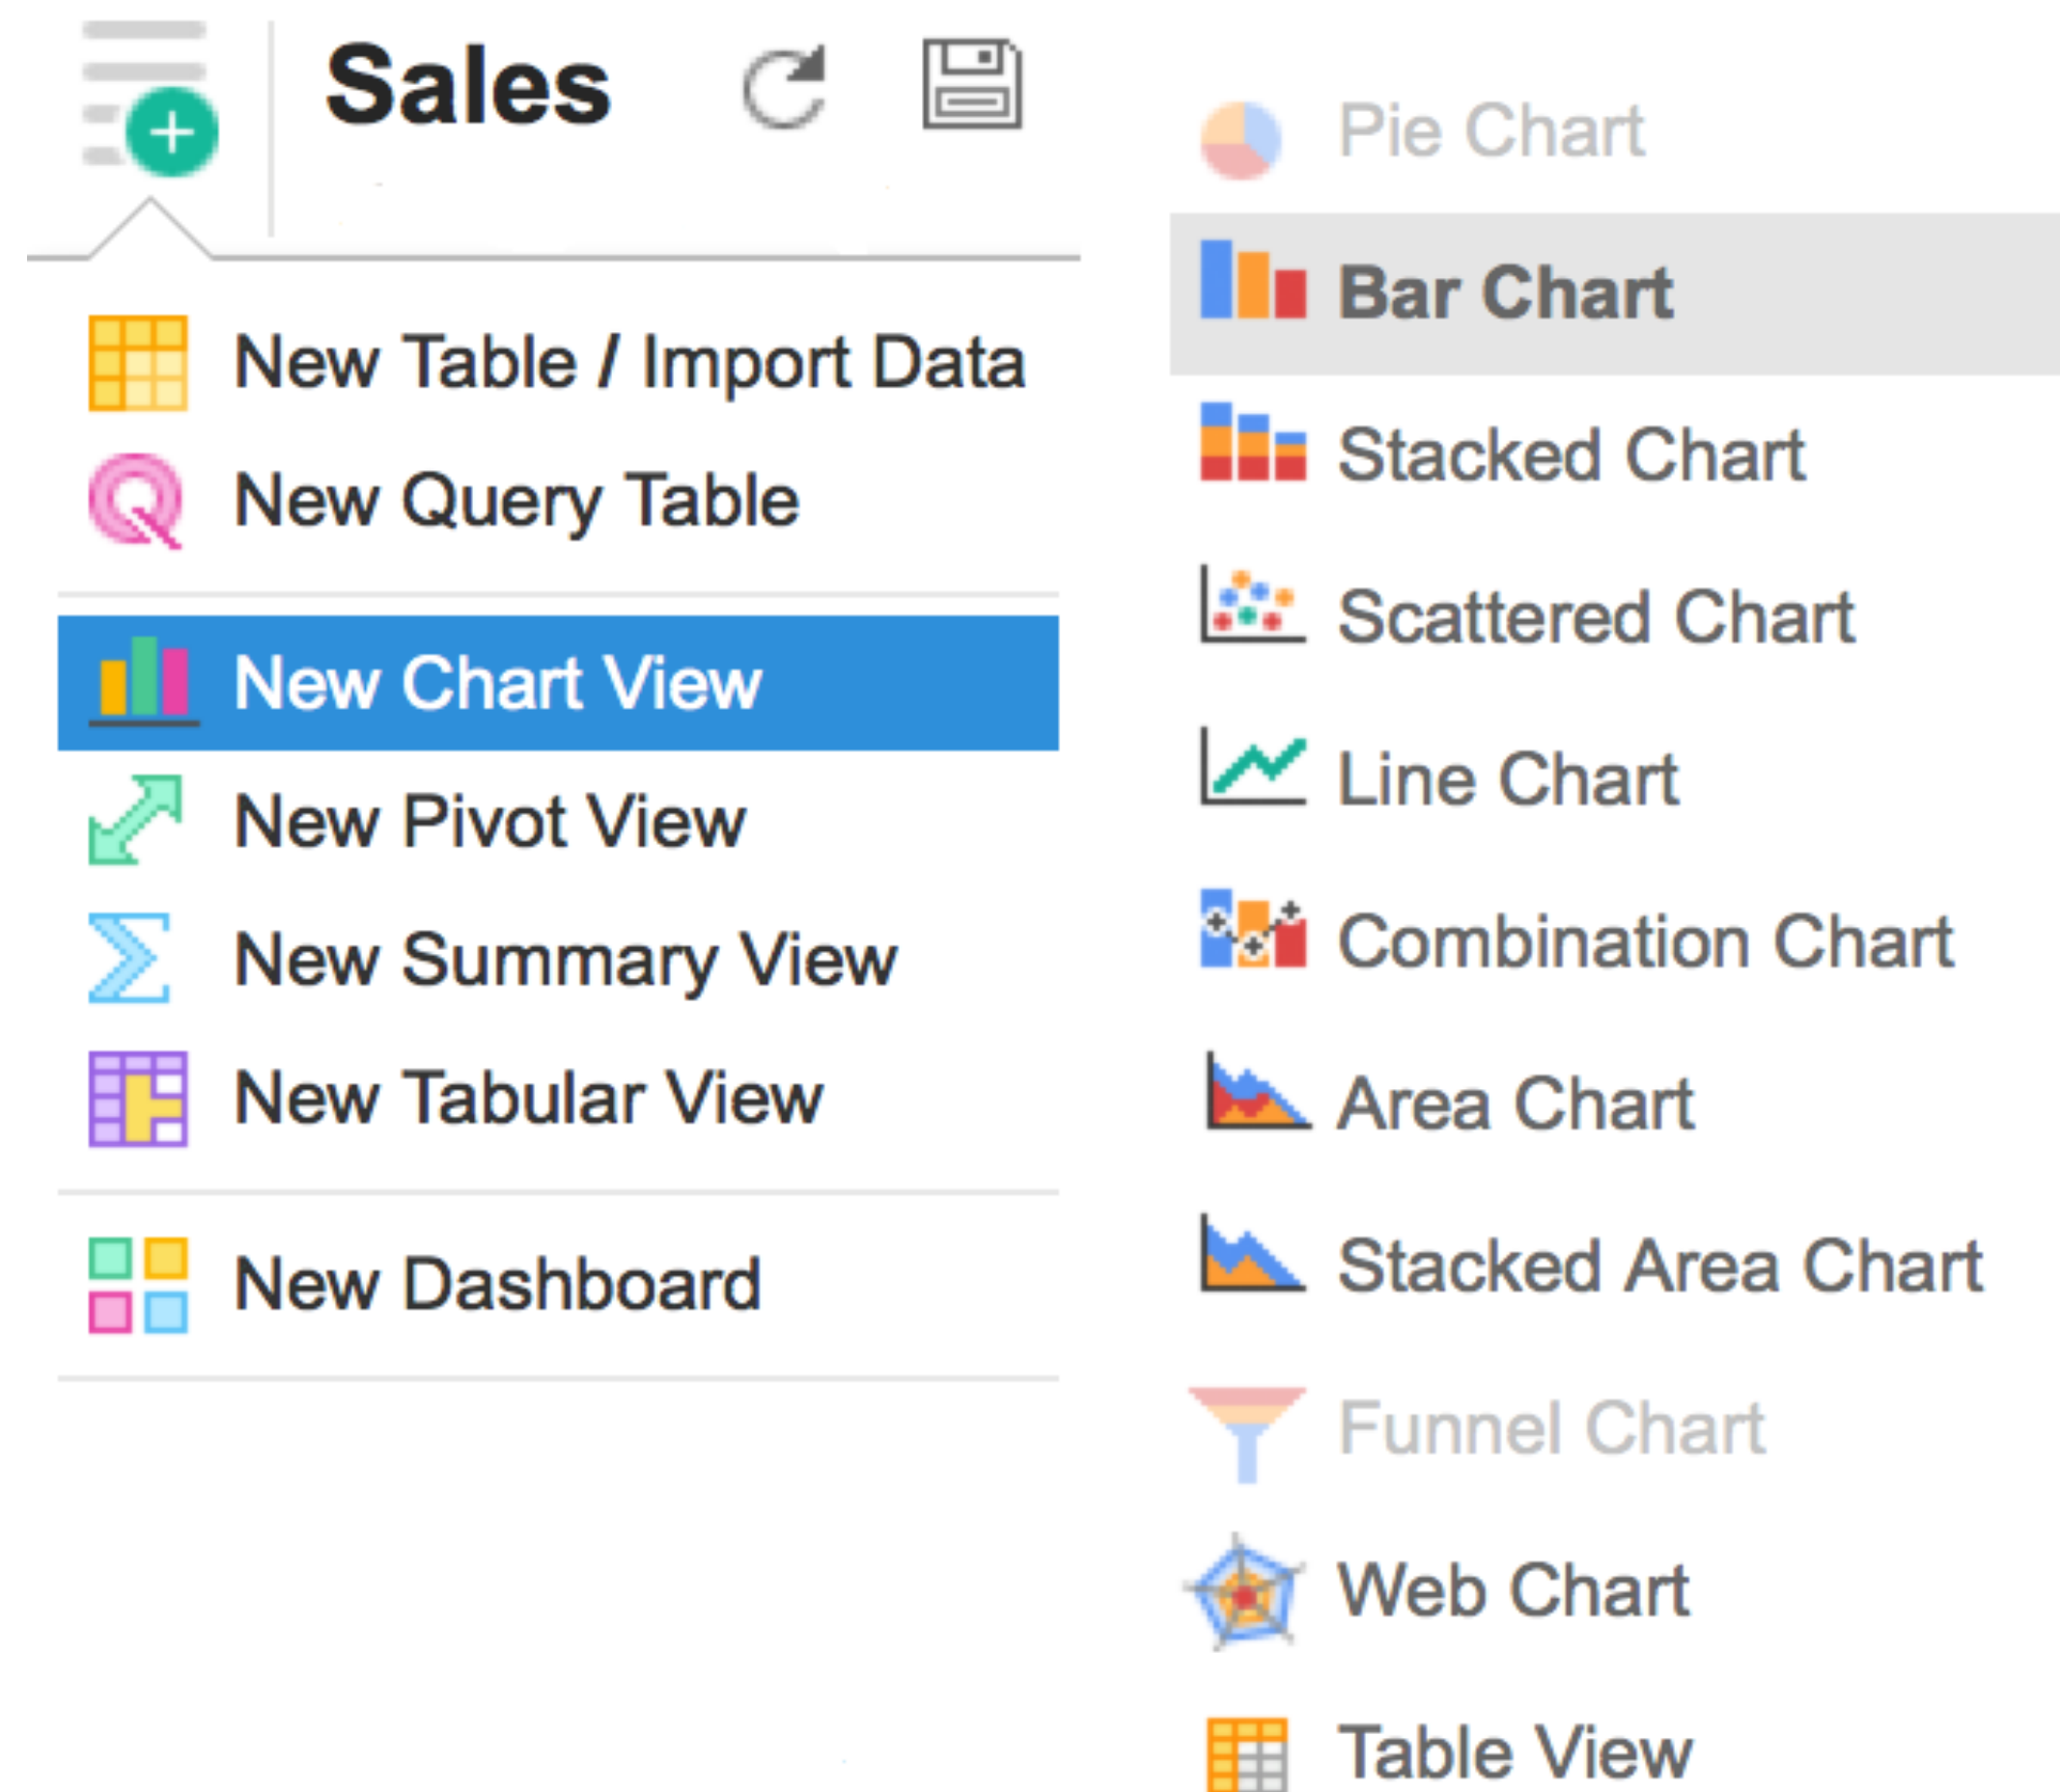 Sales
New Table / Import Data
New Query Table
New Chart View
New Pivot View
New Summary View
New Tabular View
New Dashboard
Pie Chart
Bar Chart
Stacked Chart
Scattered Chart
Line Chart
Combination Chart
Area Chart
Stacked Area Chart
Funnel Chart
Web Chart
Table View